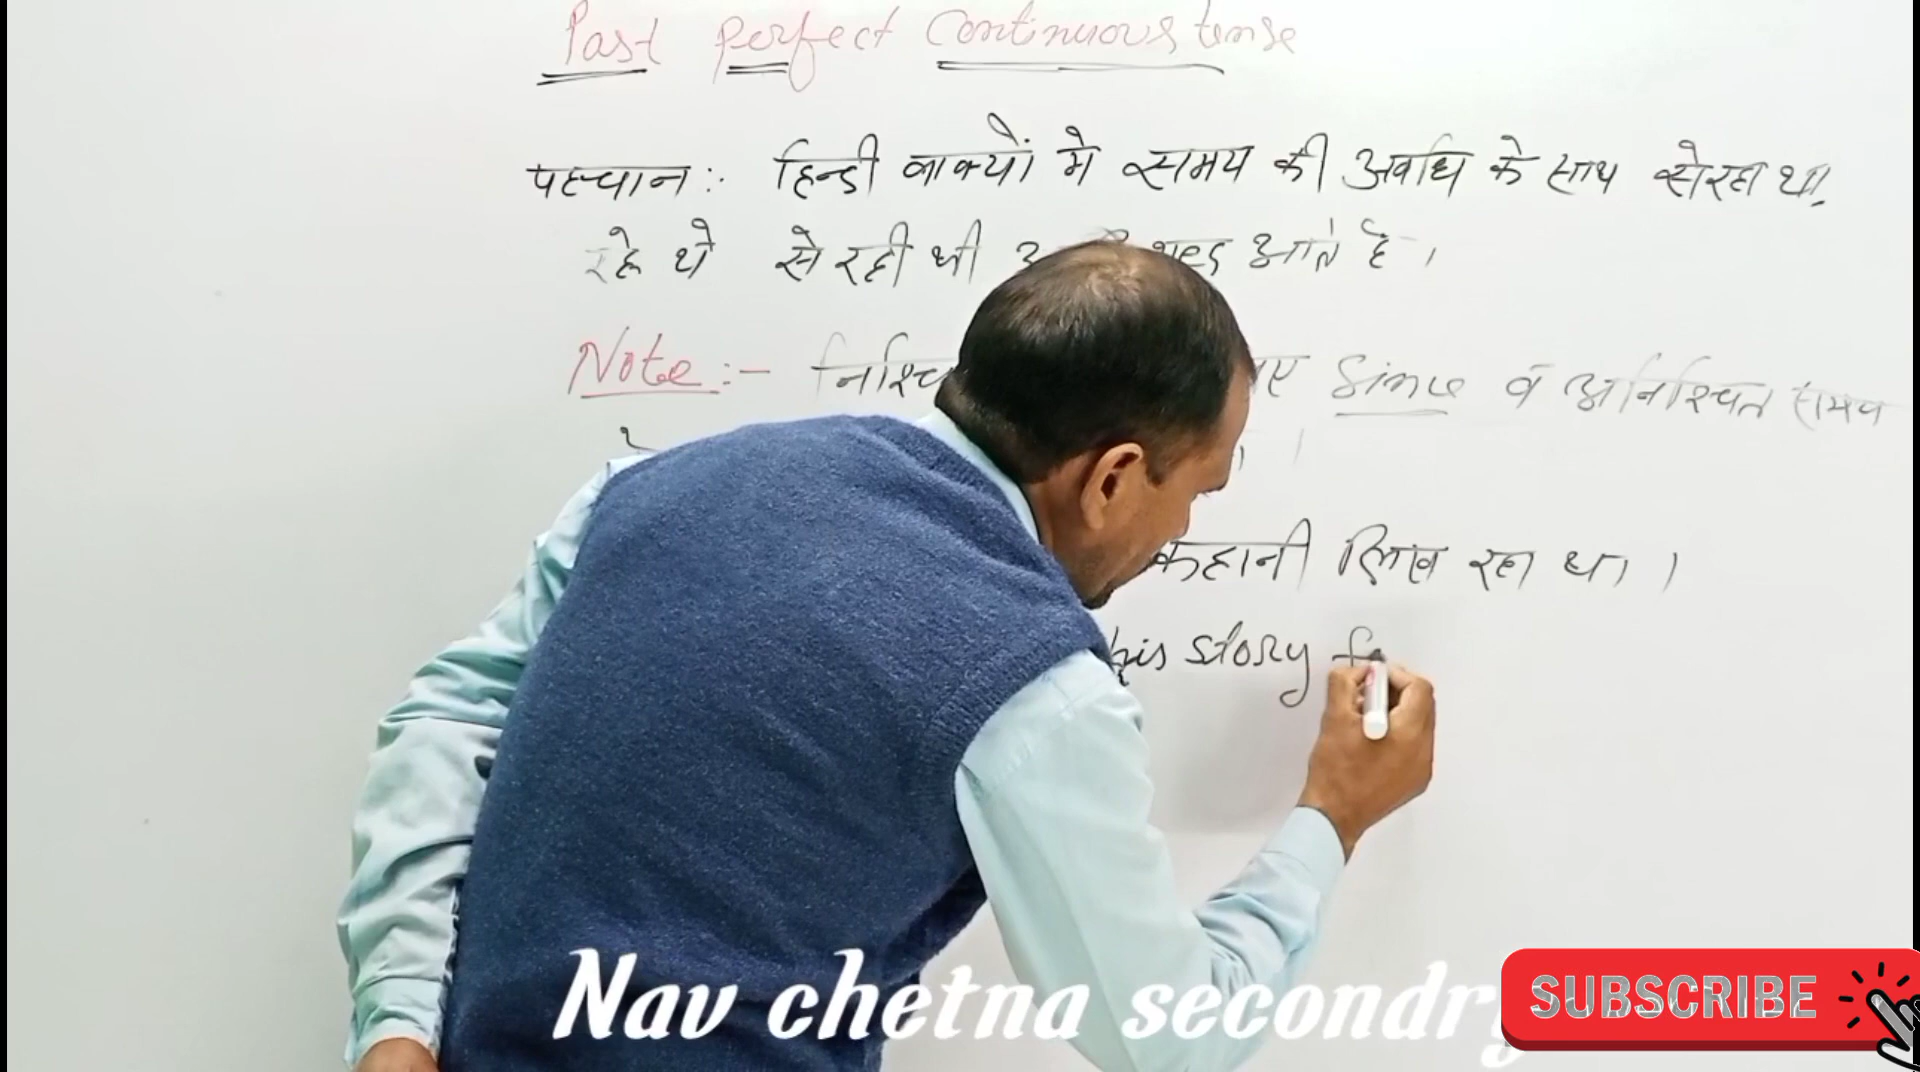 Past perfect Continuous tense
पहचान :- हिन्दी वाक्यों मे समय की अवधि के साथ से रहा था,
रहे थे से रही थी शब्द आते है ।
Note :- Since व अनिश्चित समय
कहानी लिख रहा था ।
his story
Nav chetna secondry
SUBSCRIBE